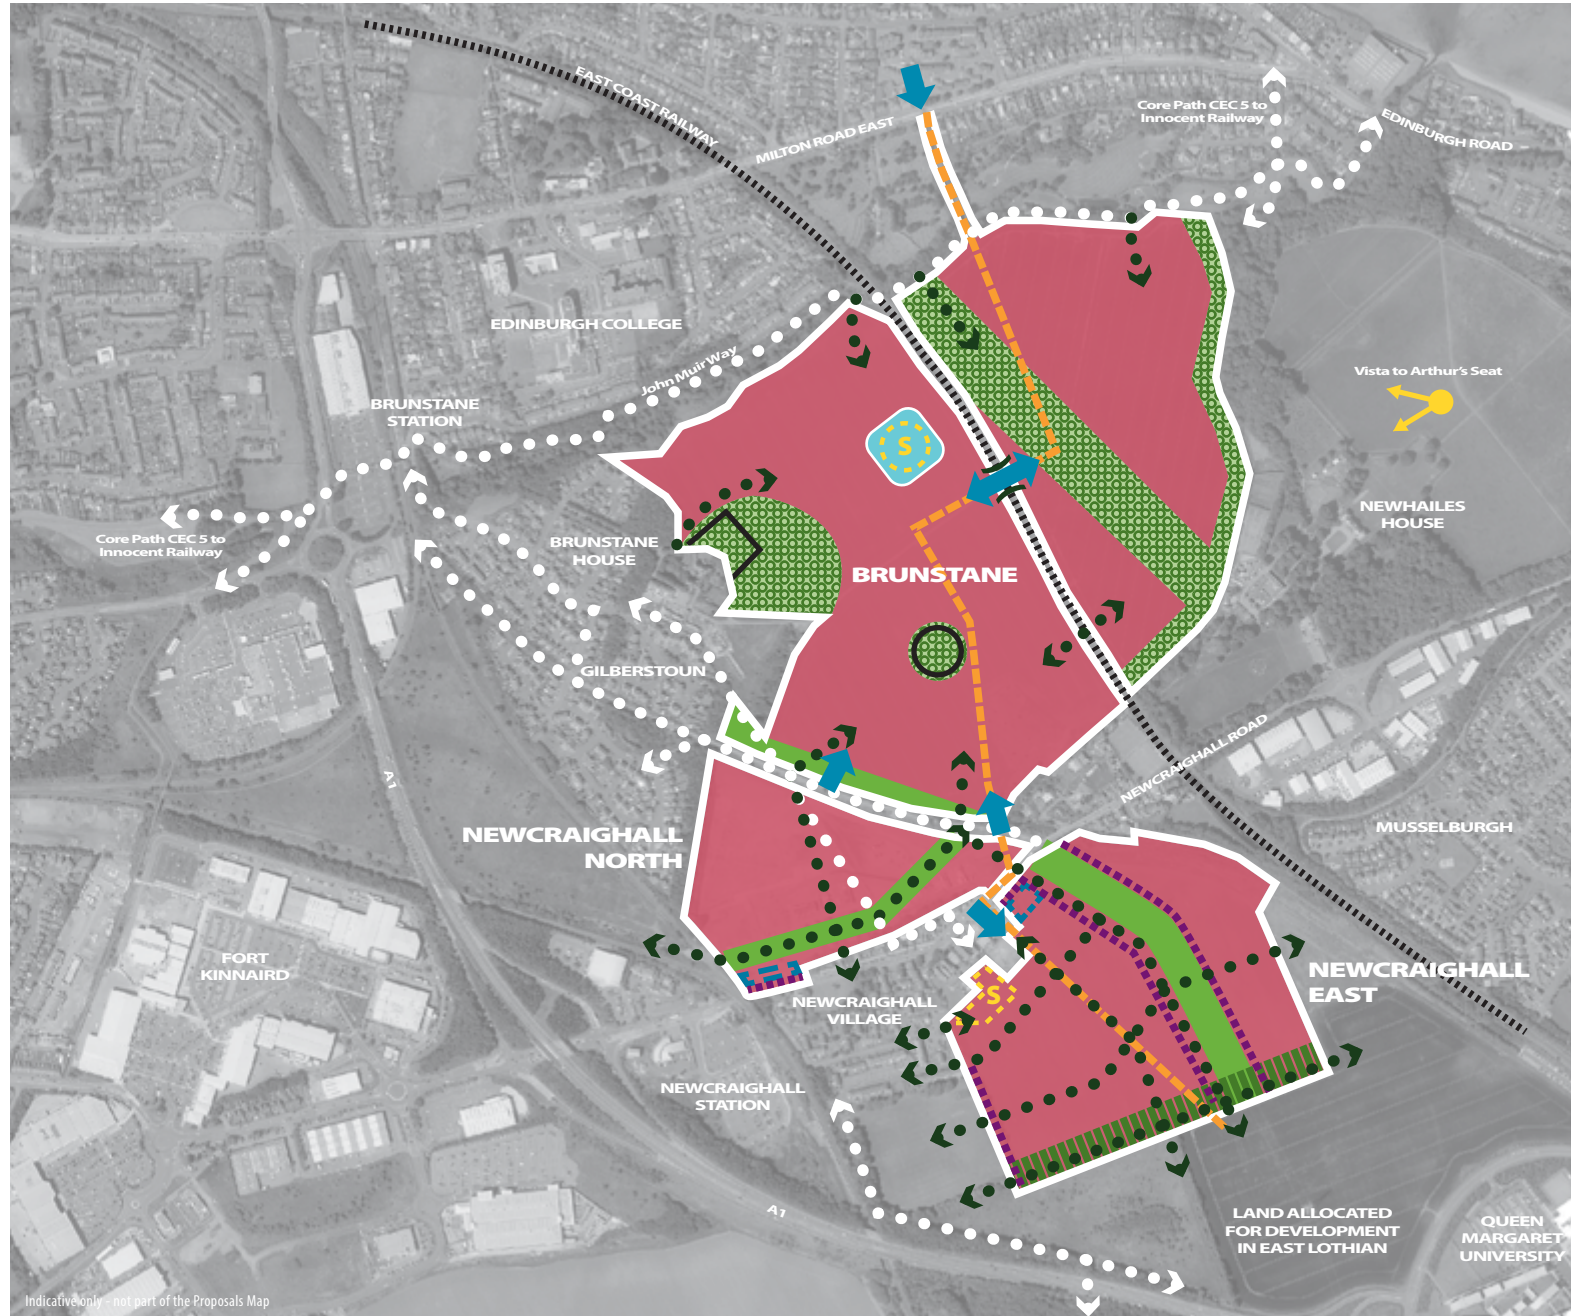 EAST COAST RAILWAY
MILTON ROAD EAST
Core Path CEC 5 to
Innocent Railway
EDINBURGH ROAD
EDINBURGH COLLEGE
John Muir Way
Vista to Arthur's Seat
BRUNSTANE
STATION
S
NEWHAILES
HOUSE
Core Path CEC 5 to
Innocent Railway
BRUNSTANE
HOUSE
BRUNSTANE
GILBERSTOUN
NEWCRAIGHALL ROAD
A1
NEWCRAIGHALL
NORTH
MUSSELBURGH
FORT
KINNAIRD
NEWCRAIGHALL
EAST
S
NEWCRAIGHALL
VILLAGE
NEWCRAIGHALL
STATION
A1
LAND ALLOCATED
FOR DEVELOPMENT
IN EAST LOTHIAN
QUEEN
MARGARET
UNIVERSITY
Indicative only - not part of the Proposals Map